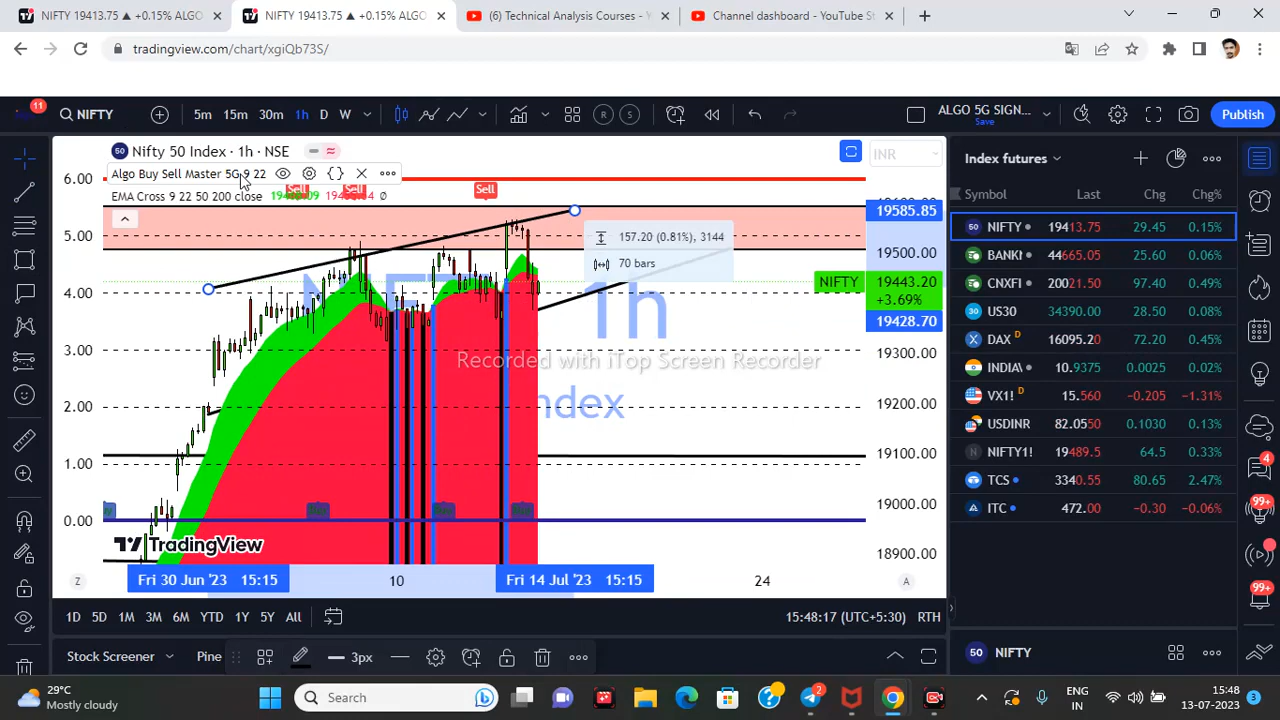 NIFTY 19413.75 ▲ +0.15% ALGO
NIFTY 19413.75 ▲ +0.15% ALGO
(6) Technical Analysis Courses -
Channel dashboard - YouTube St
tradingview.com/chart/xgiQb73S/
11
NIFTY
5m 15m 30m 1h D W
R S
ALGO 5G SIGN...
Save
Publish
Nifty 50 Index · 1h · NSE
Algo Buy Sell Master 5G 9 22
EMA Cross 9 22 50 200 close
Ø
Sell Sell Sell
INR
6.00
5.00
4.00
3.00
2.00
1.00
0.00
157.20 (0.81%), 3144
70 bars
1h
Recorded with iTop Screen Recorder
19585.85
19500.00
NIFTY 19443.20
+3.69%
19428.70
19300.00
19200.00
19100.00
19000.00
18900.00
TradingView
Z
Fri 30 Jun '23 15:15
10
Fri 14 Jul '23 15:15
24
A
1D 5D 1M 3M 6M YTD 1Y 5Y All
15:48:17 (UTC+5:30) RTH
Stock Screener
Pine
3px
Index futures
Symbol Last Chg Chg%
NIFTY 19413.75 29.45 0.15%
BANKI 44665.05 25.60 0.06%
CNXFI 20021.50 97.40 0.49%
US30 34390.00 28.50 0.08%
DAX D 16095.20 72.20 0.45%
INDIA\ 10.9375 0.0025 0.02%
VX1! D 15.560 -0.205 -1.31%
USDINR 82.0550 0.1030 0.13%
NIFTY1! 19489.5 64.5 0.33%
TCS 3340.55 80.65 2.47%
ITC 472.00 -0.30 -0.06%
50 NIFTY
4
99+
99+
29°C
Mostly cloudy
Search
2
ENG
IN
15:48
13-07-2023
3